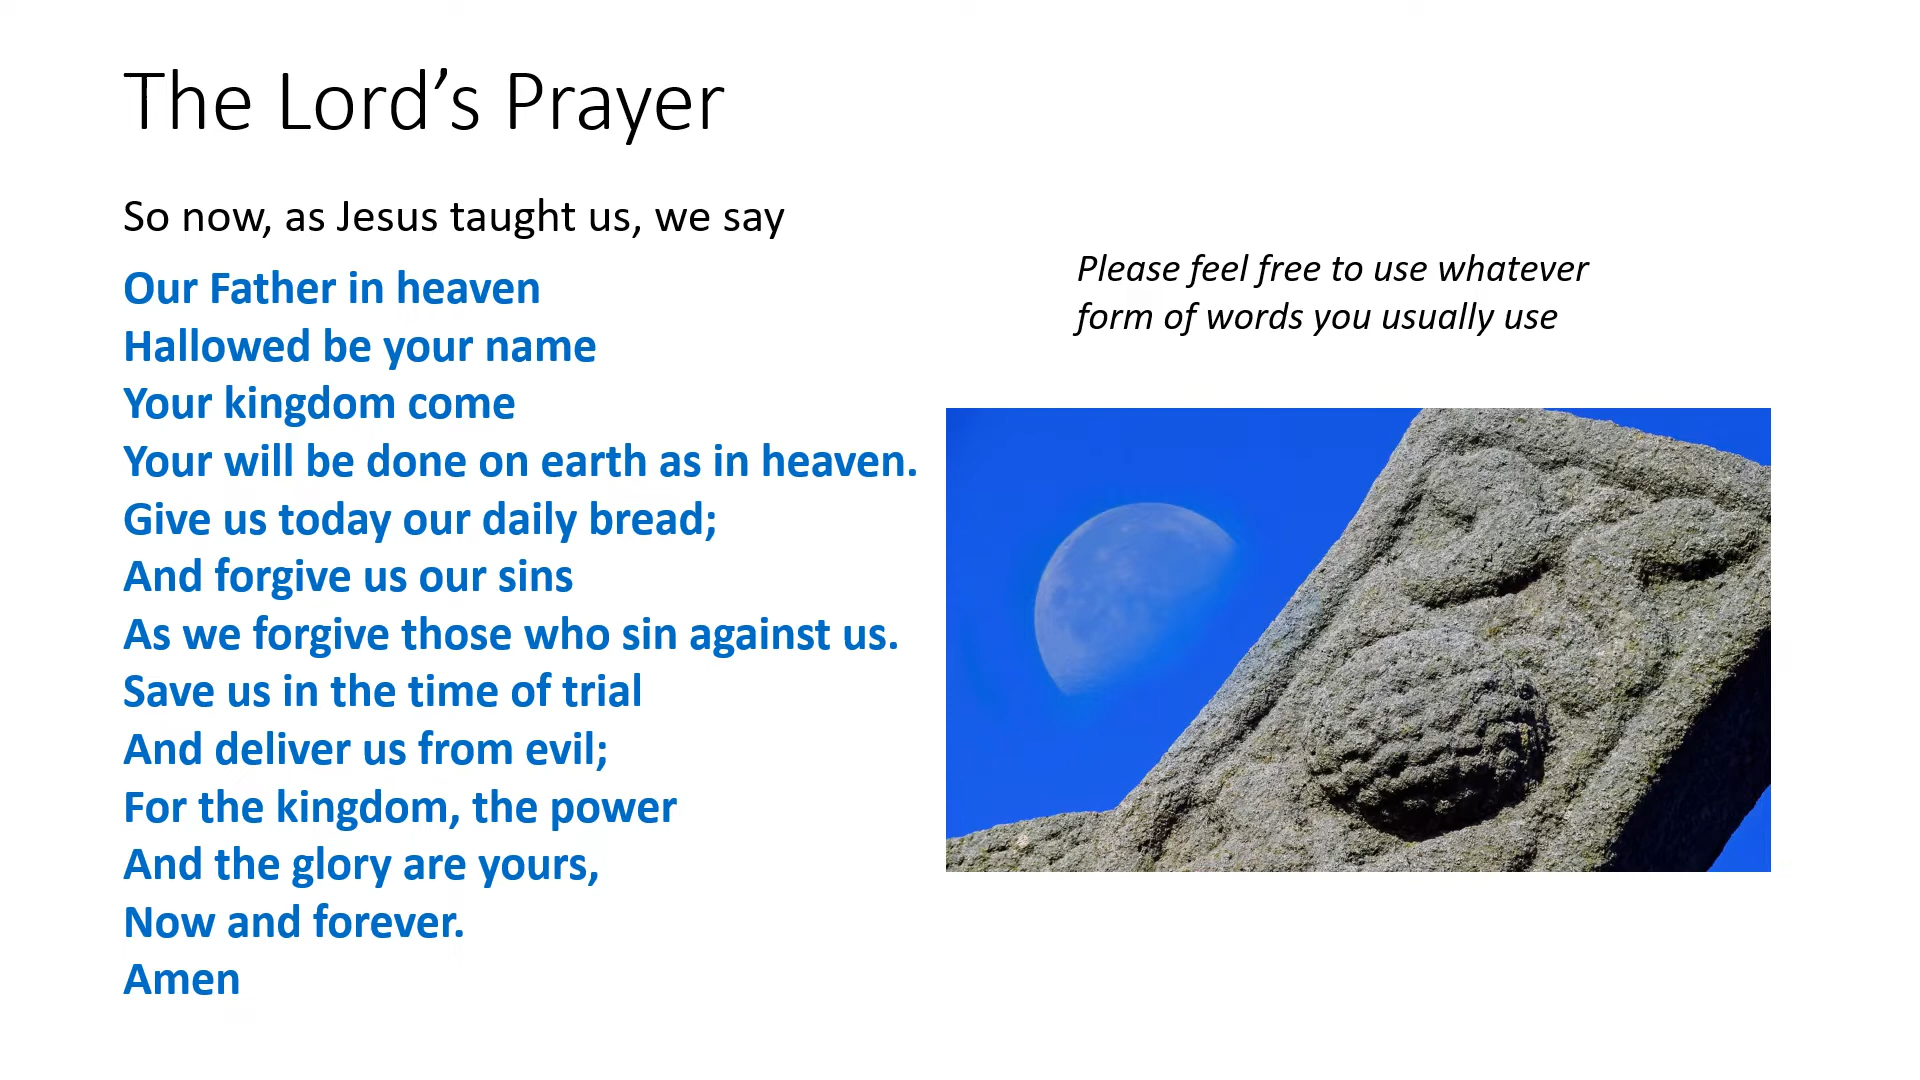 The Lord’s Prayer
So now, as Jesus taught us, we say
Our Father in heaven
Hallowed be your name
Your kingdom come
Your will be done on earth as in heaven.
Give us today our daily bread;
And forgive us our sins
As we forgive those who sin against us.
Save us in the time of trial
And deliver us from evil;
For the kingdom, the power
And the glory are yours,
Now and forever.
Amen
Please feel free to use whatever
form of words you usually use